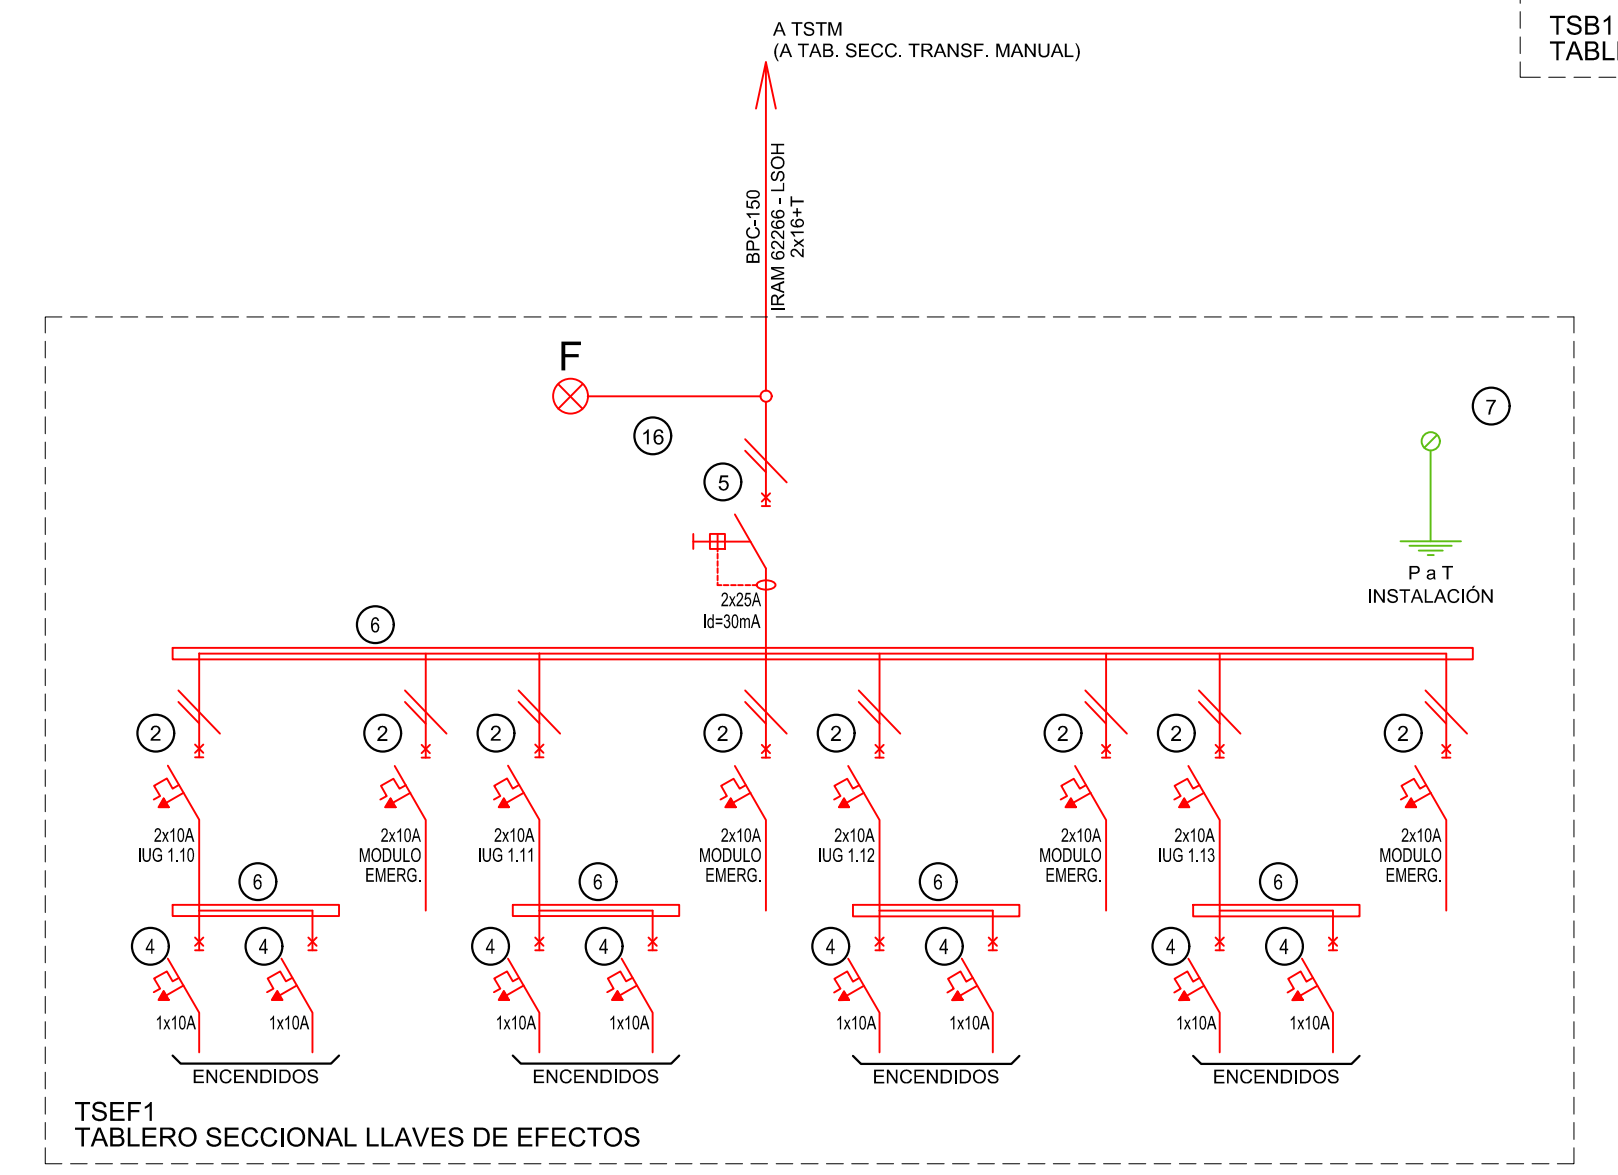 A TSTM
(A TAB. SECC. TRANSF. MANUAL)
TSB1
BPC-150
IRAM 62266 - LSOH
2x16+T
F
16
5
7
2x25A
Id=30mA
P a T
INSTALACIÓN
6
2
2
2
2
2
2
2
2
2x10A
IUG 1.10
2x10A
MODULO
EMERG.
2x10A
IUG 1.11
2x10A
MODULO
EMERG.
2x10A
IUG 1.12
2x10A
MODULO
EMERG.
2x10A
IUG 1.13
2x10A
MODULO
EMERG.
6
6
6
6
4
4
4
4
4
4
4
4
1x10A
1x10A
1x10A
1x10A
1x10A
1x10A
1x10A
1x10A
ENCENDIDOS
ENCENDIDOS
ENCENDIDOS
ENCENDIDOS
TSEF1
TABLERO SECCIONAL LLAVES DE EFECTOS